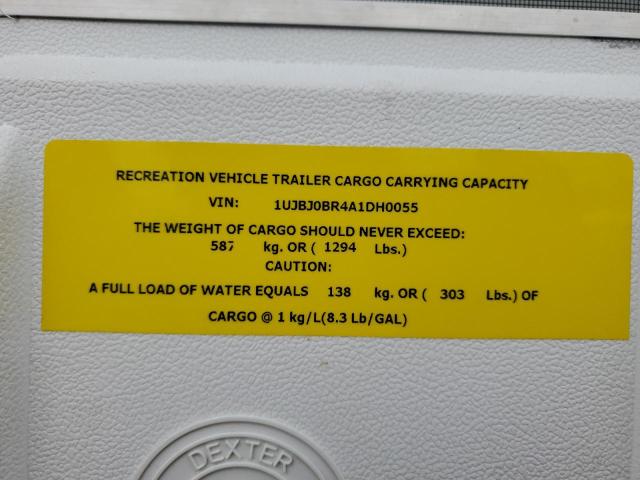 RECREATION VEHICLE TRAILER CARGO CARRYING CAPACITY
VIN: 1UJBJ0BR4A1DH0055
THE WEIGHT OF CARGO SHOULD NEVER EXCEED:
587 kg. OR ( 1294 Lbs.)
CAUTION:
A FULL LOAD OF WATER EQUALS 138 kg. OR ( 303 Lbs.) OF
CARGO @ 1 kg/L(8.3 Lb/GAL)
DEXTER